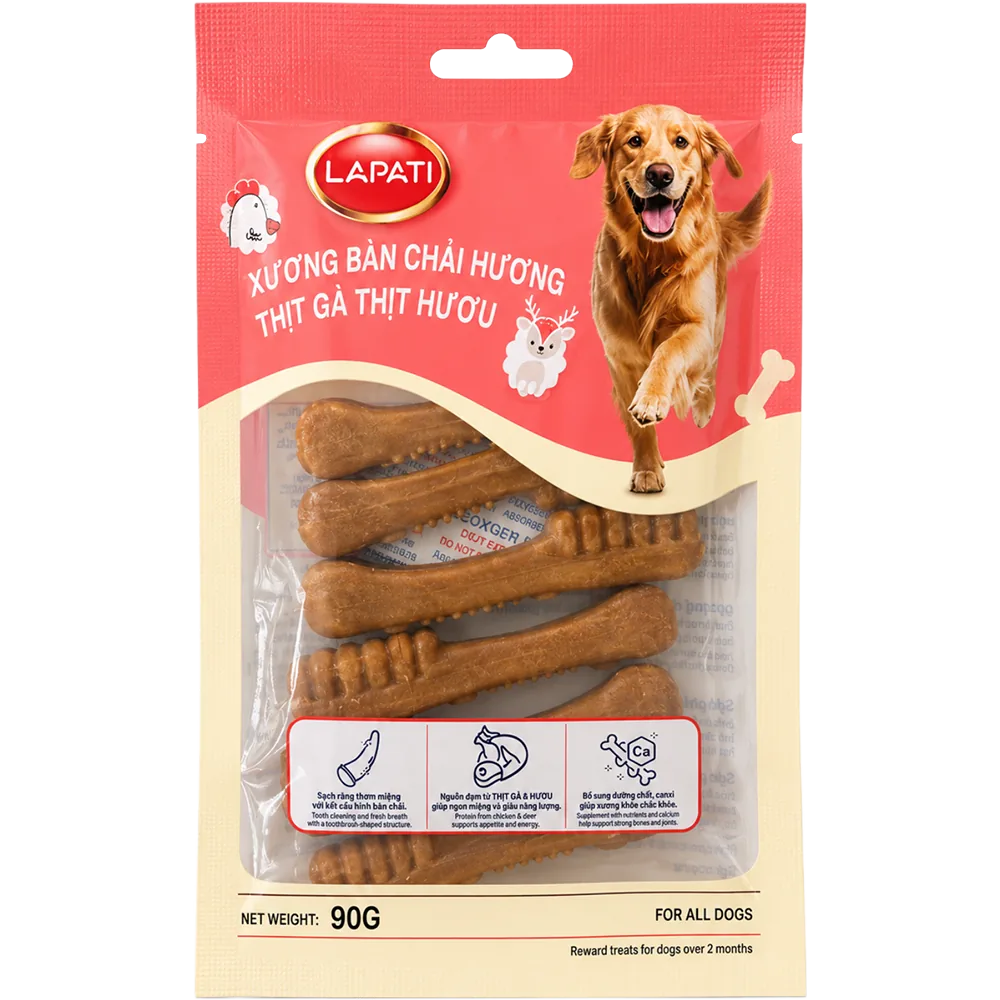 LAPATI
XƯƠNG BÀN CHẢI HƯƠNG
THỊT GÀ THỊT HƯƠU
EOXGER
ABSORBE
DO NOT
Sạch răng thơm miệng
với kết cấu hình bàn chải.
Tooth cleaning and fresh breath
with a toothbrush-shaped structure.
Nguồn đạm từ THỊT GÀ & HƯƠU
giúp ngon miệng và giàu năng lượng.
Protein from chicken & deer
supports appetite and energy.
Ca
Bổ sung dưỡng chất, canxi
giúp xương khỏe chắc khỏe.
Supplement with nutrients and calcium
help support strong bones and joints.
NET WEIGHT: 90G
FOR ALL DOGS
Reward treats for dogs over 2 months